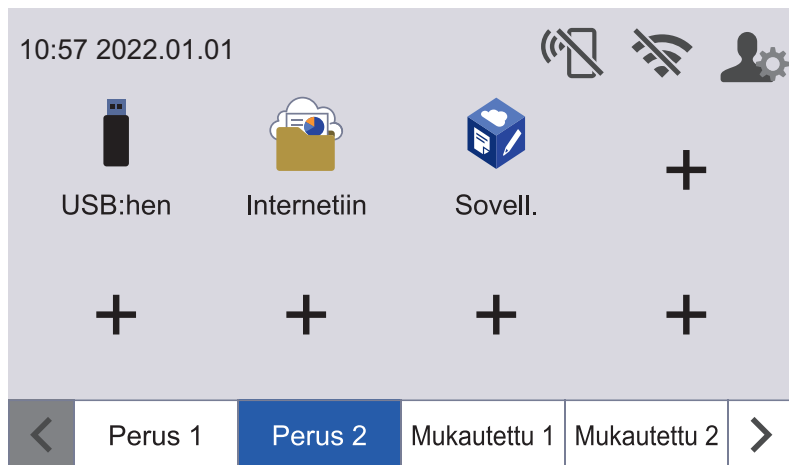 10:57 2022.01.01
USB:hen Internetiin Sovell.
Perus 1 Perus 2 Mukautettu 1 Mukautettu 2